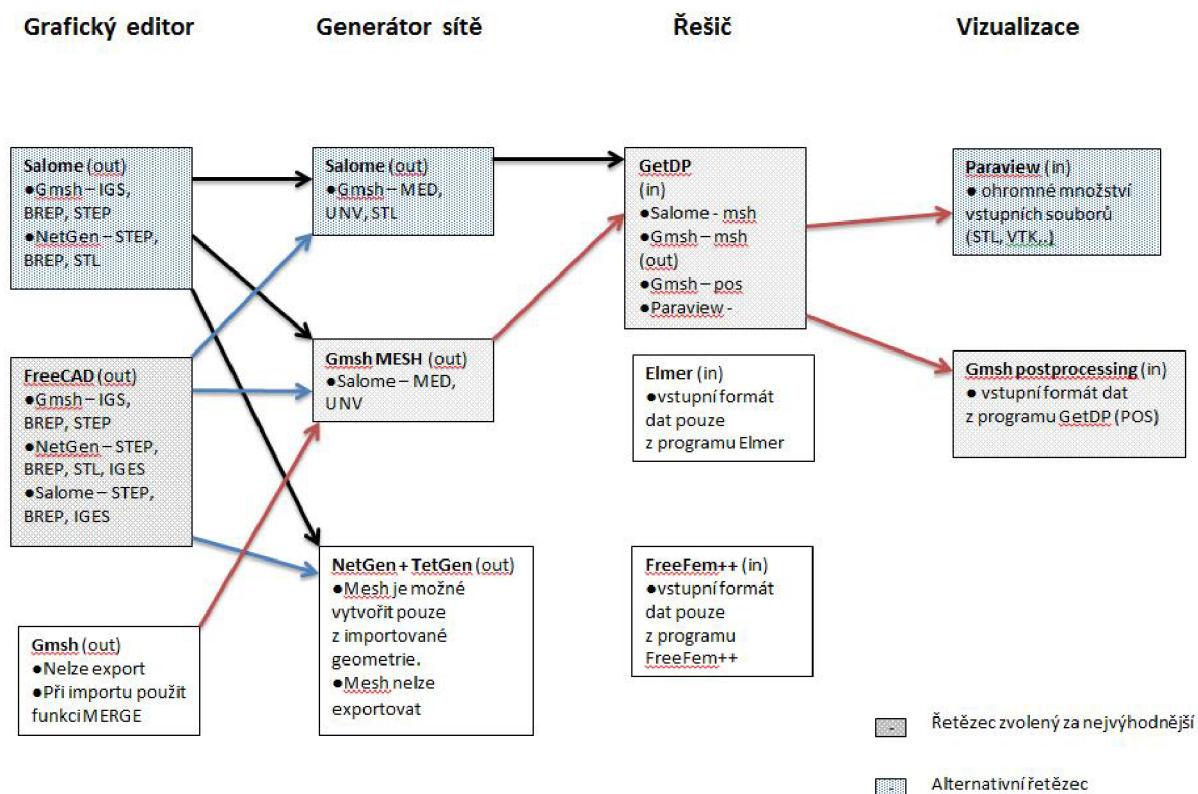 Grafický editor
Generátor sítě
Řešič
Vizualizace
Salome (out)
●Gmsh – IGS,
BREP, STEP
●NetGen – STEP,
BREP, STL
FreeCAD (out)
●Gmsh – IGS,
BREP, STEP
●NetGen – STEP,
BREP, STL, IGES
●Salome – STEP,
BREP, IGES
Gmsh (out)
●Nelze export
●Při importu použit
funkci MERGE
Salome (out)
●Gmsh – MED,
UNV, STL
Gmsh MESH (out)
●Salome – MED,
UNV
NetGen + TetGen (out)
●Mesh je možné
vytvořit pouze
z importované
geometrie.
●Mesh nelze
exportovat
GetDP
(in)
●Salome - msh
●Gmsh – msh
(out)
●Gmsh – pos
●Paraview -
Elmer (in)
●vstupní formát
dat pouze
z programu Elmer
FreeFem++ (in)
●vstupní formát
dat pouze
z programu
FreeFem++
Paraview (in)
● ohromné množství
vstupních souborů
(STL, VTK,..)
Gmsh postprocessing (in)
● vstupní formát dat
z programu GetDP (POS)
- Řetězec zvolený za nejvýhodnější
- Alternativní řetězec